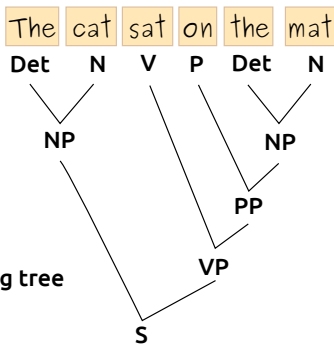 The cat sat on the mat
Det N V P Det N
NP NP
PP
VP
g tree
S